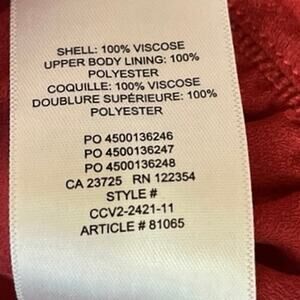 SHELL: 100% VISCOSE
UPPER BODY LINING: 100%
POLYESTER
COQUILLE: 100% VISCOSE
DOUBLURE SUPÉRIEURE: 100%
POLYESTER
PO 4500136246
PO 4500136247
PO 4500136248
CA 23725 RN 122354
STYLE #
CCV2-2421-11
ARTICLE # 81065